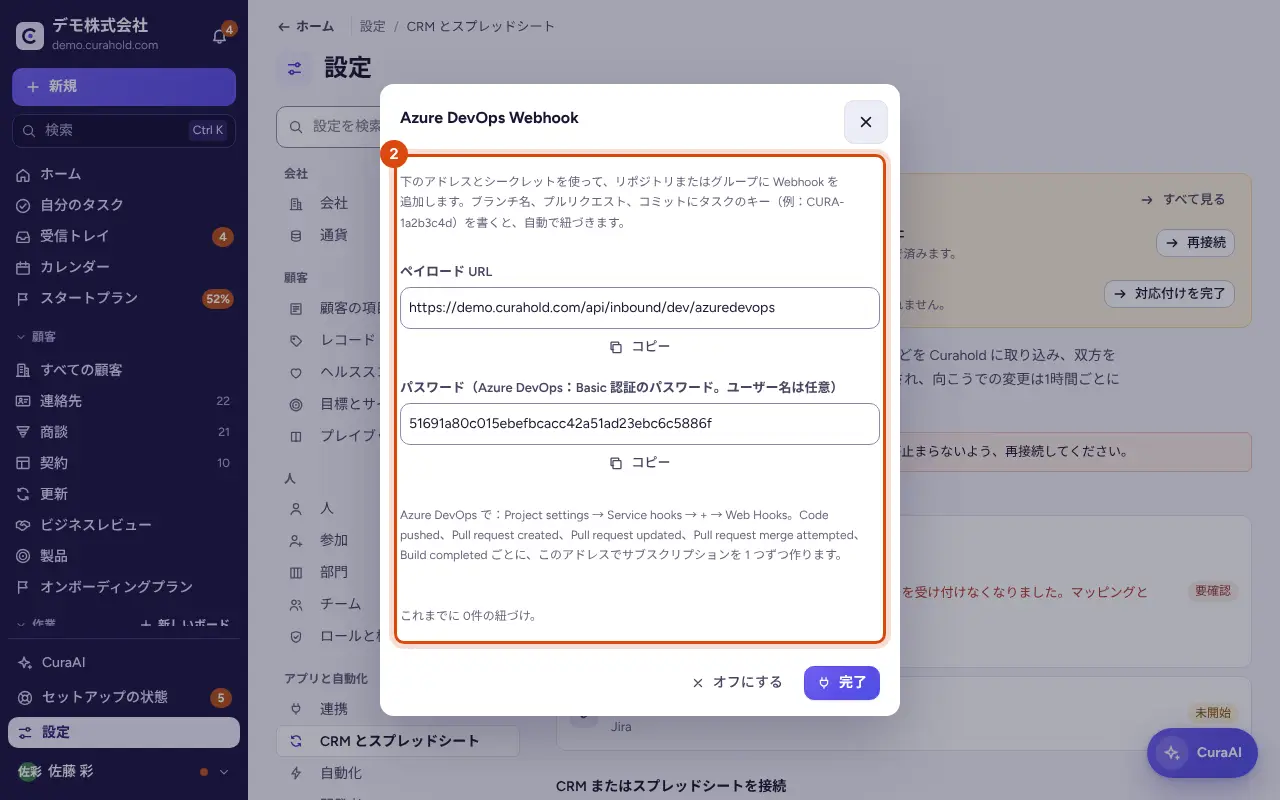 デモ株式会社
demo.curahold.com
4
新規
検索
Ctrl K
ホーム
自分のタスク
受信トレイ
4
カレンダー
スタートプラン
52%
顧客
すべての顧客
連絡先
22
商談
21
契約
10
更新
ビジネスレビュー
製品
オンボーディングプラン
作業
新しいボード
CuraAI
セットアップの状態
5
設定
佐彩
佐藤 彩
ホーム
設定 / CRM とスプレッドシート
設定
設定を検索
会社
会社
通貨
顧客
顧客の項目
レコード
ヘルスス
目標とサ
プレイブ
人
人
参加
部門
チーム
ロールと
アプリと自動化
連携
CRM とスプレッドシート
自動化
Azure DevOps Webhook
2
下のアドレスとシークレットを使って、リポジトリまたはグループに Webhook を
追加します。ブランチ名、プルリクエスト、コミットにタスクのキー（例：CURA-
1a2b3c4d）を書くと、自動で紐づきます。
ペイロード URL
https://demo.curahold.com/api/inbound/dev/azuredevops
コピー
パスワード（Azure DevOps：Basic 認証のパスワード。ユーザー名は任意）
51691a80c015ebefbcacc42a51ad23ebc6c5886f
コピー
Azure DevOps で：Project settings → Service hooks → + → Web Hooks。Code
pushed、Pull request created、Pull request updated、Pull request merge attempted、
Build completed ごとに、このアドレスでサブスクリプションを 1 つずつ作ります。
これまでに 0件の紐づけ。
オフにする
完了
すべて見る
済みます。
再接続
れません。
対応付けを完了
どを Curahold に取り込み、双方を
され、向こうでの変更は1時間ごとに
止まらないよう、再接続してください。
を受け付けなくなりました。マッピングと
要確認
未開始
Jira
CuraAI
CRM またはスプレッドシートを接続